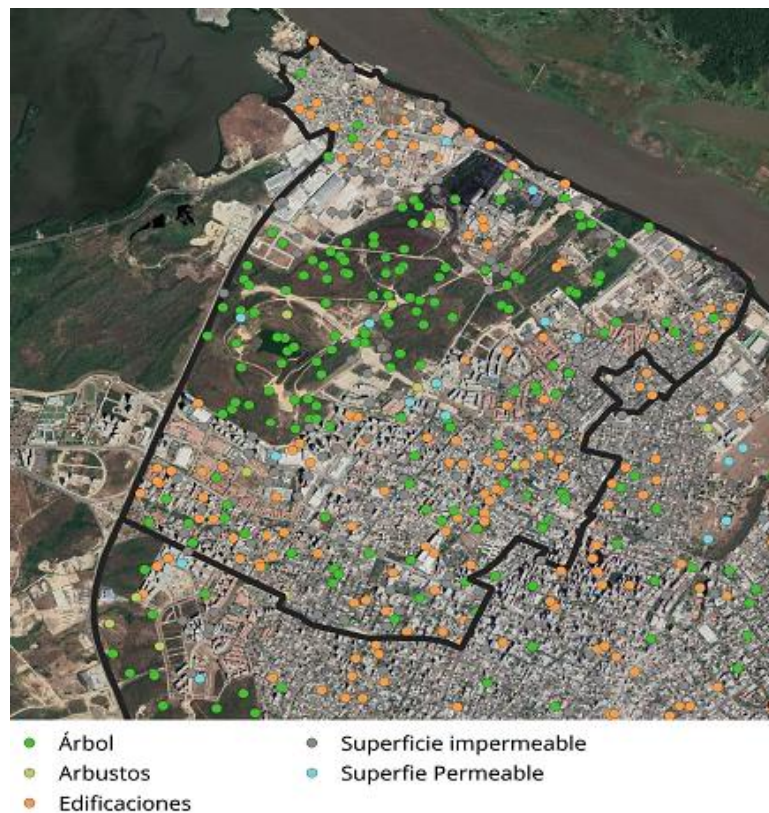 Árbol
Arbustos
Edificaciones
Superficie impermeable
Superfie Permeable